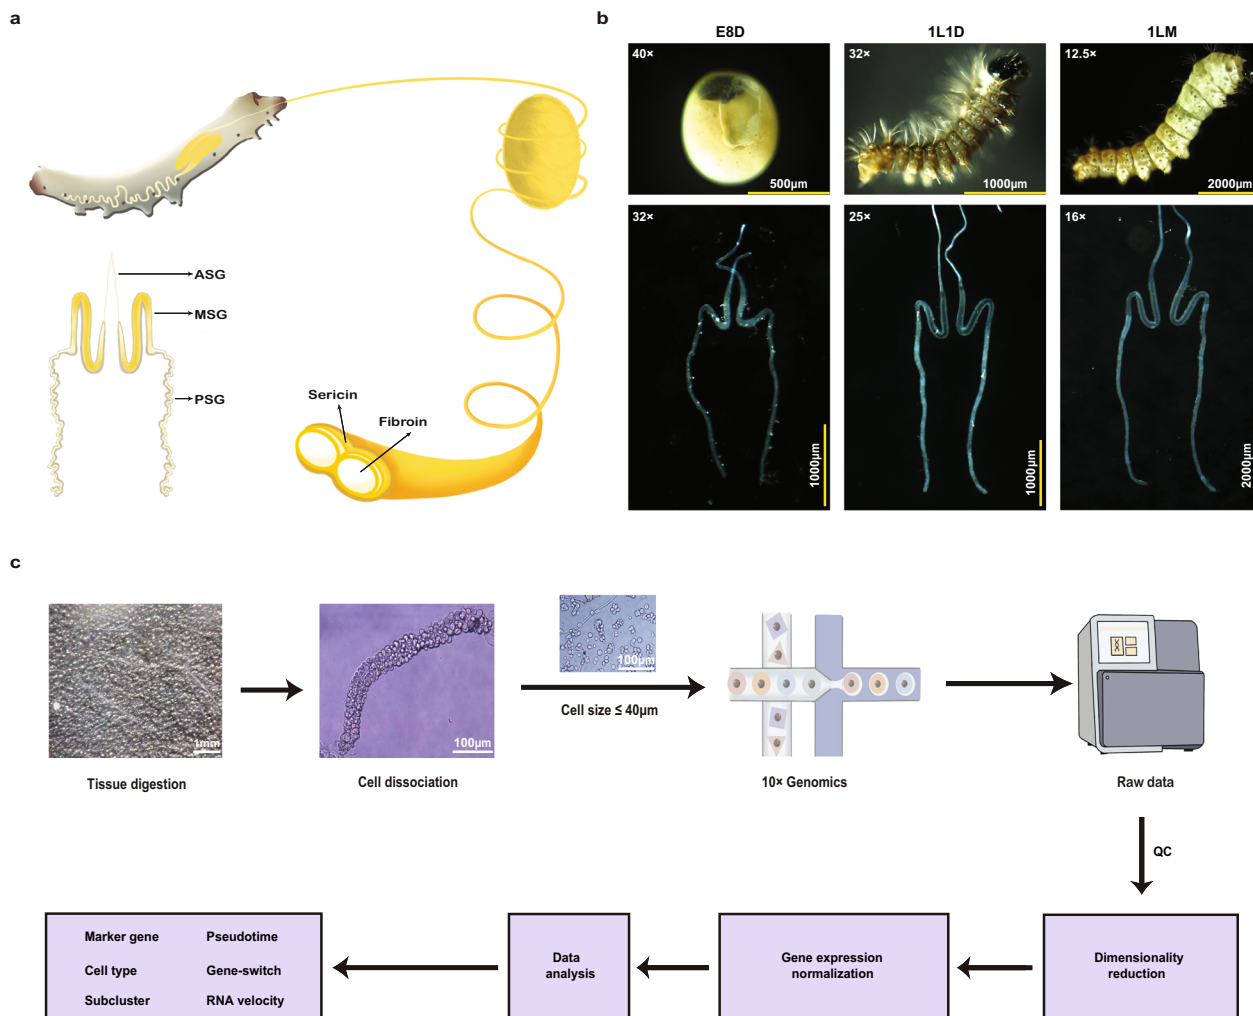 a
ASG
MSG
PSG
Sericin
Fibroin
b
E8D
1L1D
1LM
40×
500µm
32×
1000µm
12.5×
2000µm
32×
1000µm
25×
1000µm
16×
2000µm
c
1mm
Tissue digestion
100µm
Cell dissociation
100µm
Cell size ≤ 40µm
10× Genomics
Raw data
QC
Dimensionality
reduction
Gene expression
normalization
Data
analysis
Marker gene
Pseudotime
Cell type
Gene-switch
Subcluster
RNA velocity